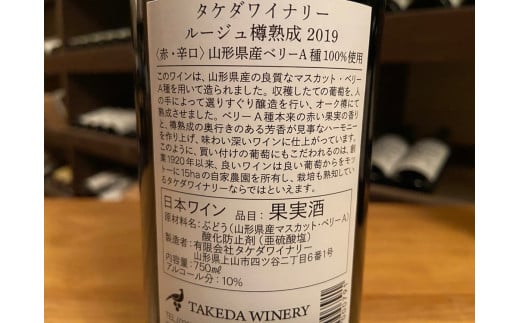 タケダワイナリー
ルージュ樽熟成 2019
〈赤・辛口〉山形県産ベリーA種100%使用
このワインは、山形県産の良質なマスカット・ベリー
A種を用いて造られました。収穫したての葡萄を、人
の手によって選りすぐり醸造を行い、オーク樽にて
熟成させました。ベリーA種本来の赤い果実の香り
と、樽熟成の奥行きのある芳香が見事なハーモニー
を作り上げ、味わい深いワインに仕上がっています。
このように、買い付けの葡萄にもこだわれるのは、創
業1920年以来、良いワインは良い葡萄からをモッ
トーに15haの自家農園を所有し、栽培も熟知している
タケダワイナリーならではといえます。
日本ワイン 品目：果実酒
原材料名：ぶどう（山形県産マスカット・ベリーA）
酸化防止剤（亜硫酸塩）
製造者：有限会社タケダワイナリー
山形県上山市四ツ谷二丁目6番1号
内容量：750ml
アルコール分：10%
TAKEDA WINERY